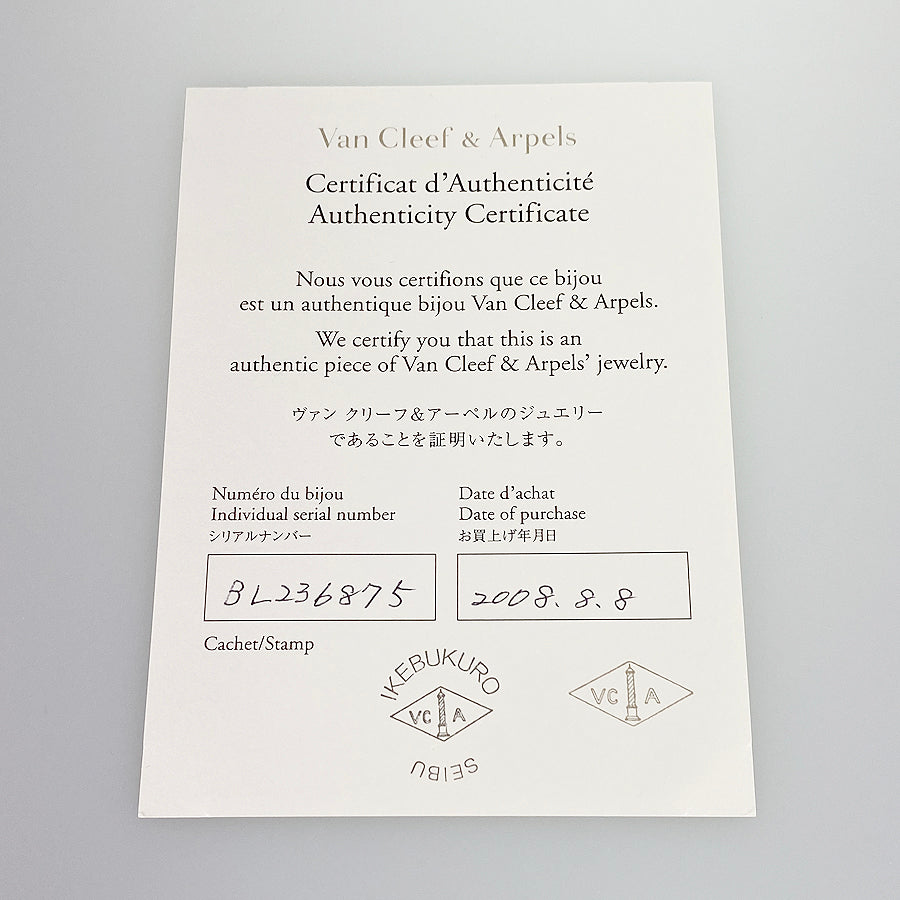 Van Cleef & Arpels
Certificat d'Authenticité
Authenticity Certificate
Nous vous certifions que ce bijou
est un authentique bijou Van Cleef & Arpels.
We certify you that this is an
authentic piece of Van Cleef & Arpels' jewelry.
ヴァン クリーフ&アーペルのジュエリー
であることを証明いたします。
Numéro du bijou
Individual serial number
シリアルナンバー
BL236875
Date d'achat
Date of purchase
お買上げ年月日
2008.8.8
Cachet/Stamp
IKEBUKURO
VC A
SEIBU
VC A